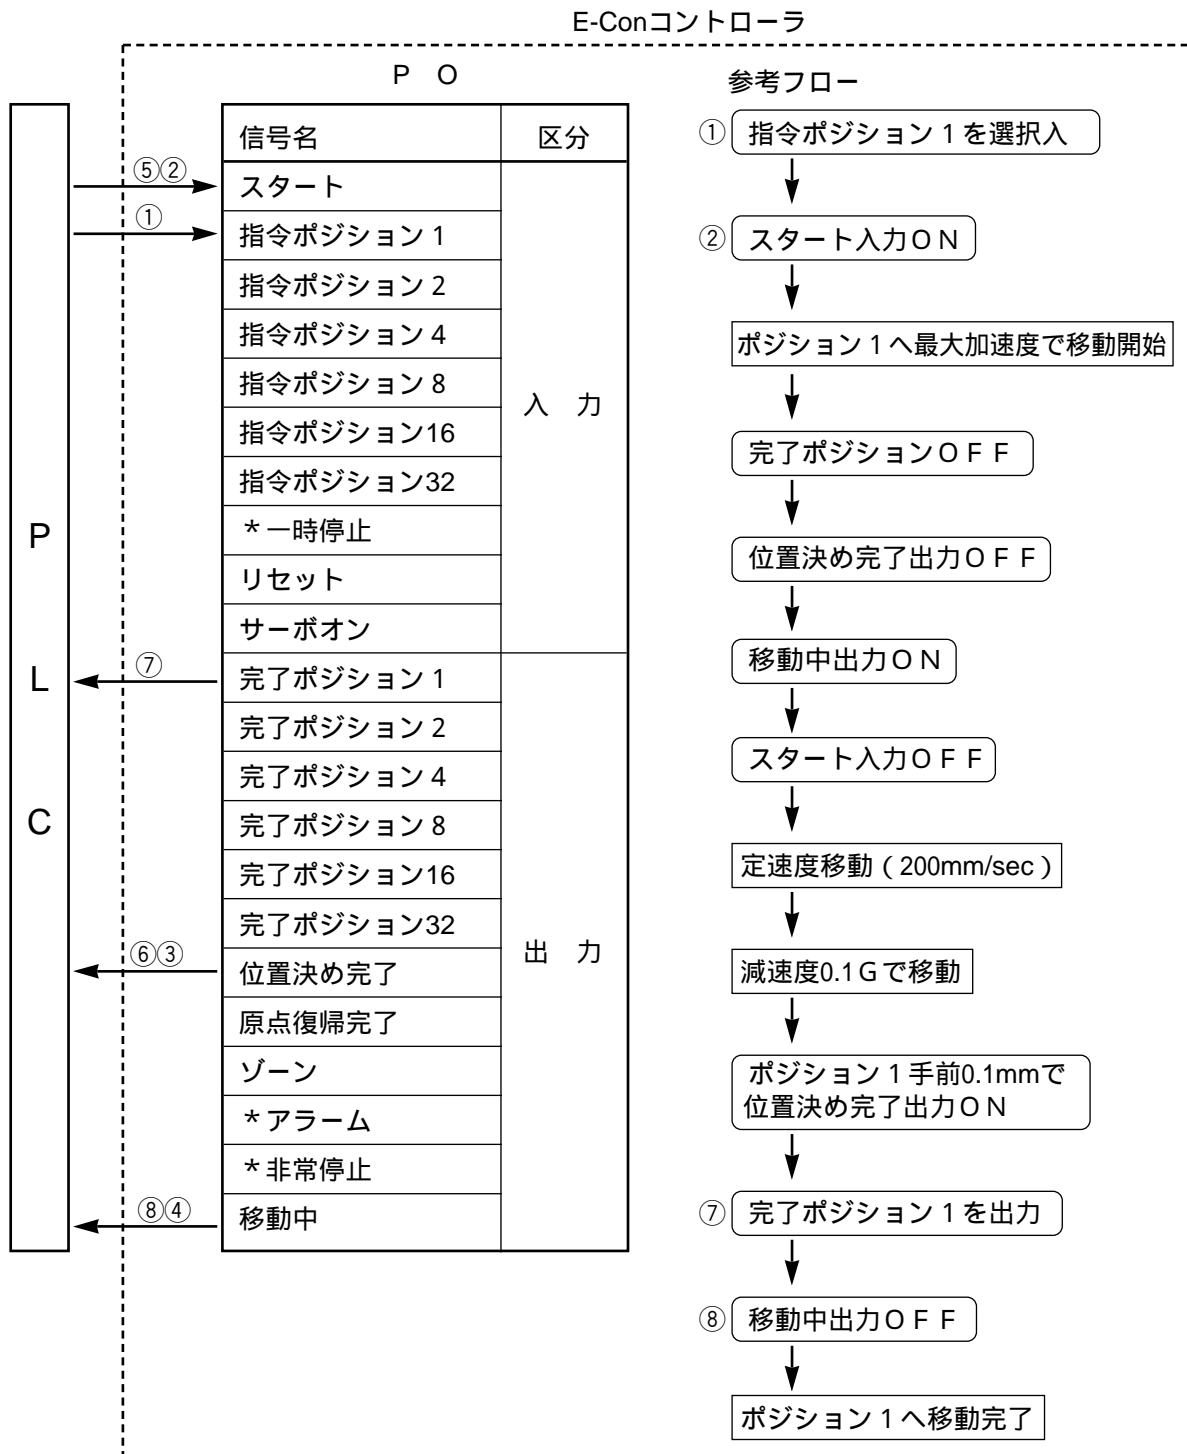 E-Conコントローラ
P O
信号名 区分
スタート
指令ポジション 1
指令ポジション 2
指令ポジション 4
指令ポジション 8
指令ポジション16
指令ポジション32
*一時停止
リセット
サーボオン
入 力
完了ポジション 1
完了ポジション 2
完了ポジション 4
完了ポジション 8
完了ポジション16
完了ポジション32
位置決め完了
原点復帰完了
ゾーン
*アラーム
*非常停止
移動中
出 力
P
L
C
⑤②
①
⑦
⑥③
⑧④
参考フロー
① 指令ポジション 1 を選択入
② スタート入力ON
ポジション 1 へ最大加速度で移動開始
完了ポジションOFF
位置決め完了出力OFF
移動中出力ON
スタート入力OFF
定速度移動(200mm/sec)
減速度0.1Gで移動
ポジション 1 手前0.1mmで
位置決め完了出力ON
⑦ 完了ポジション 1 を出力
⑧ 移動中出力OFF
ポジション 1 へ移動完了